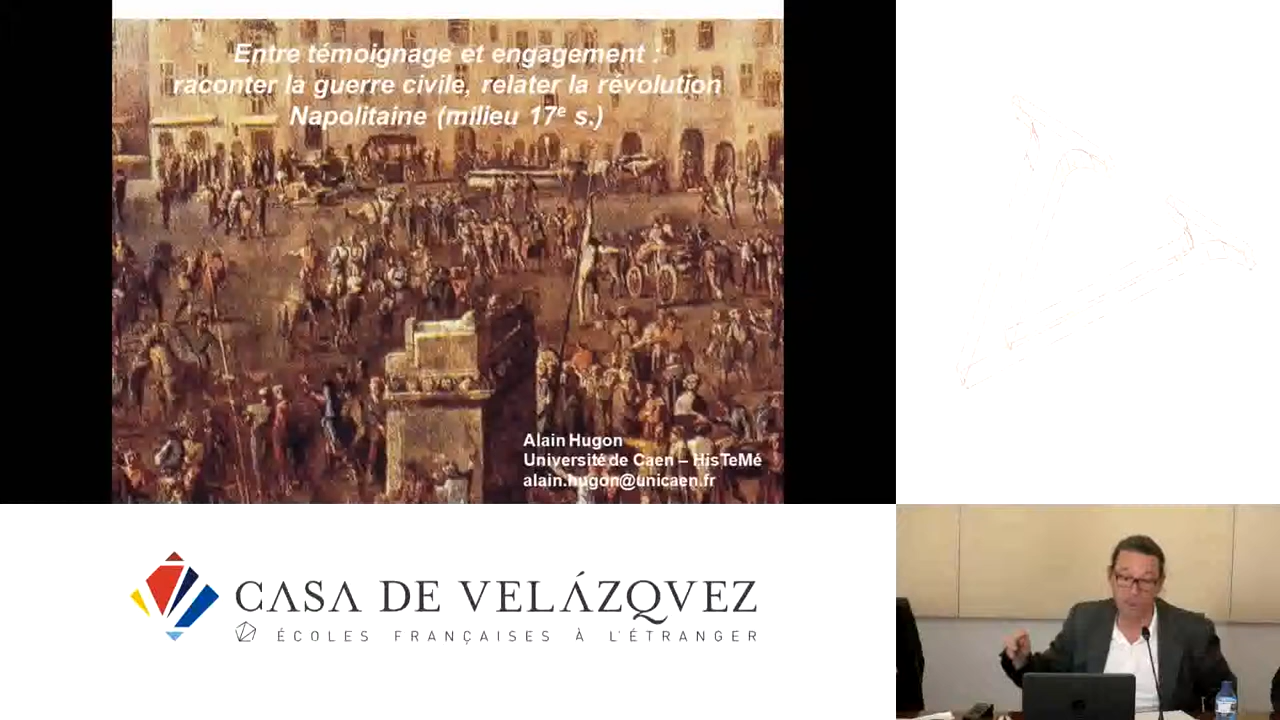 Entre témoignage et engagement :
raconter la guerre civile, relater la révolution
Napolitaine (milieu 17e s.)
Alain Hugon
Université de Caen – HisTeMé
alain.hugon@unicaen.fr
CASA DE VELÁZQVEZ
ÉCOLES FRANÇAISES À L'ÉTRANGER